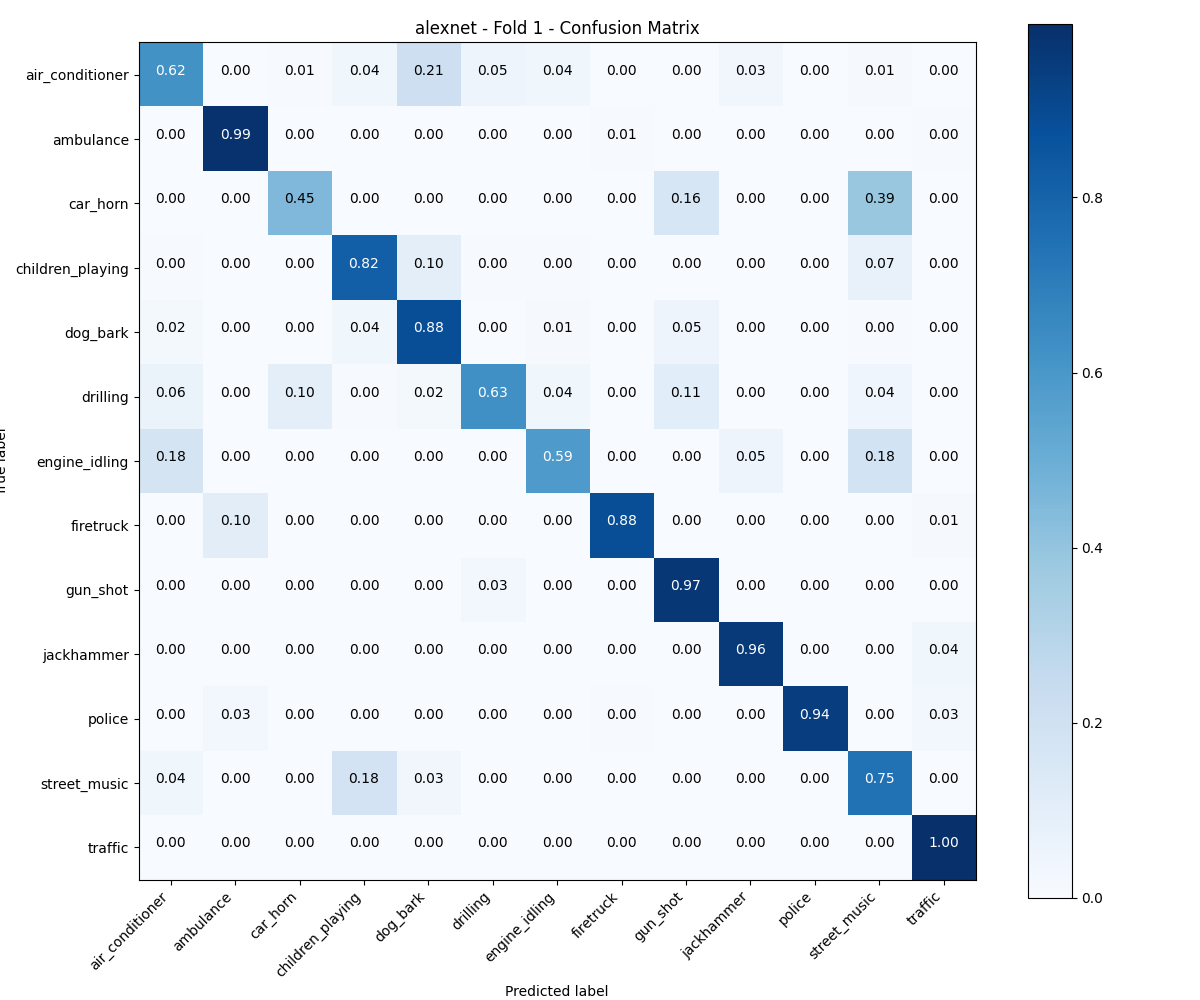 alexnet - Fold 1 - Confusion Matrix
air_conditioner 0.62 0.00 0.01 0.04 0.21 0.05 0.04 0.00 0.00 0.03 0.00 0.01 0.00
ambulance 0.00 0.99 0.00 0.00 0.00 0.00 0.00 0.01 0.00 0.00 0.00 0.00 0.00
car_horn 0.00 0.00 0.45 0.00 0.00 0.00 0.00 0.00 0.16 0.00 0.00 0.39 0.00
children_playing 0.00 0.00 0.00 0.82 0.10 0.00 0.00 0.00 0.00 0.00 0.00 0.07 0.00
dog_bark 0.02 0.00 0.00 0.04 0.88 0.00 0.01 0.00 0.05 0.00 0.00 0.00 0.00
drilling 0.06 0.00 0.10 0.00 0.02 0.63 0.04 0.00 0.11 0.00 0.00 0.04 0.00
engine_idling 0.18 0.00 0.00 0.00 0.00 0.00 0.59 0.00 0.00 0.05 0.00 0.18 0.00
firetruck 0.00 0.10 0.00 0.00 0.00 0.00 0.00 0.88 0.00 0.00 0.00 0.00 0.01
gun_shot 0.00 0.00 0.00 0.00 0.00 0.03 0.00 0.00 0.97 0.00 0.00 0.00 0.00
jackhammer 0.00 0.00 0.00 0.00 0.00 0.00 0.00 0.00 0.00 0.96 0.00 0.00 0.04
police 0.00 0.03 0.00 0.00 0.00 0.00 0.00 0.00 0.00 0.00 0.94 0.00 0.03
street_music 0.04 0.00 0.00 0.18 0.03 0.00 0.00 0.00 0.00 0.00 0.00 0.75 0.00
traffic 0.00 0.00 0.00 0.00 0.00 0.00 0.00 0.00 0.00 0.00 0.00 0.00 1.00
air_conditioner ambulance car_horn children_playing dog_bark drilling engine_idling firetruck gun_shot jackhammer police street_music traffic
Predicted label
0.8
0.6
0.4
0.2
0.0